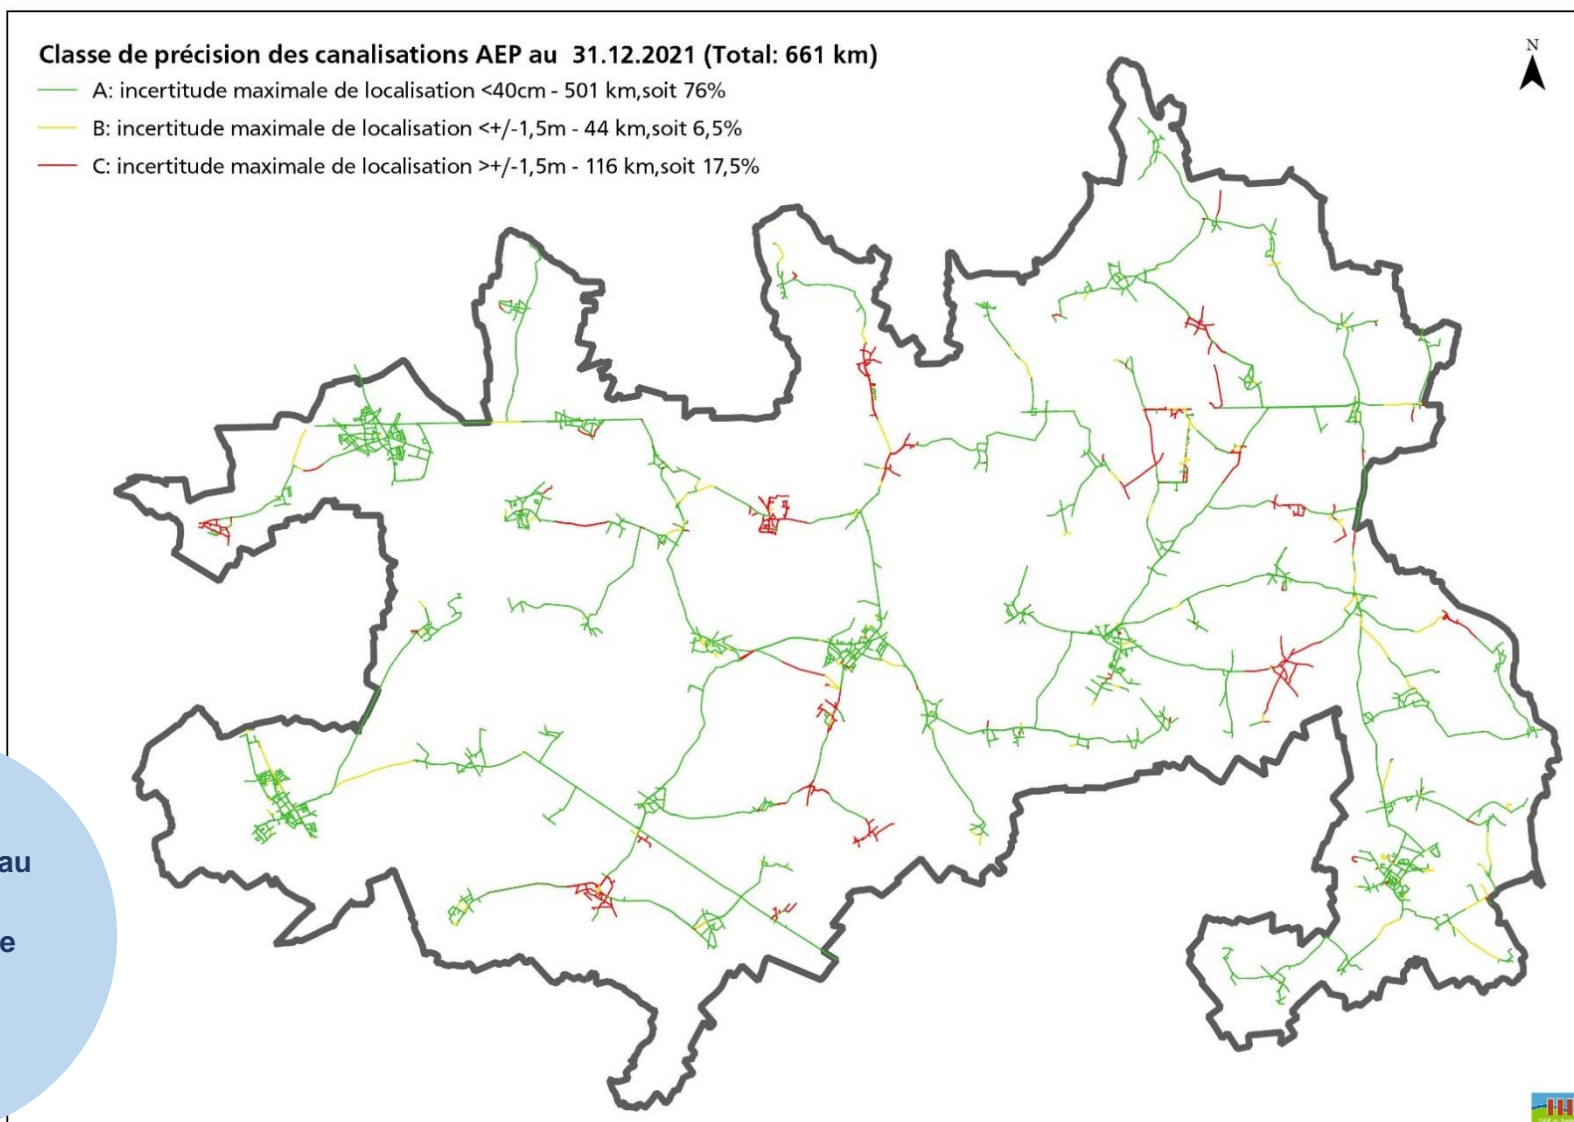 Classe de précision des canalisations AEP au 31.12.2021 (Total: 661 km)
A: incertitude maximale de localisation <40cm - 501 km,soit 76%
B: incertitude maximale de localisation <+/-1,5m - 44 km,soit 6,5%
C: incertitude maximale de localisation >+/-1,5m - 116 km,soit 17,5%
N
au
e